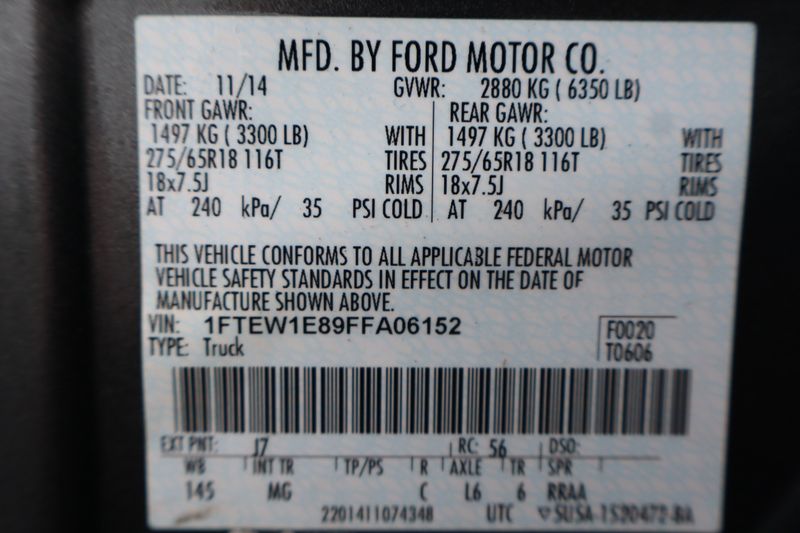 MFD. BY FORD MOTOR CO.
DATE: 11/14 GVWR: 2880 KG ( 6350 LB)
FRONT GAWR: REAR GAWR:
1497 KG ( 3300 LB) WITH 1497 KG ( 3300 LB) WITH
275/65R18 116T TIRES 275/65R18 116T TIRES
18x7.5J RIMS 18x7.5J RIMS
AT 240 kPa/ 35 PSI COLD AT 240 kPa/ 35 PSI COLD
THIS VEHICLE CONFORMS TO ALL APPLICABLE FEDERAL MOTOR
VEHICLE SAFETY STANDARDS IN EFFECT ON THE DATE OF
MANUFACTURE SHOWN ABOVE.
VIN: 1FTEW1E89FFA06152 F0020
TYPE: Truck T0606
EXT PNT: J7 RC: 56 DSO:
WB INT TR TP/PS R AXLE TR SPR
145 MG C L6 6 RRAA
2201411074348 UTC SUSA-1520472-BA